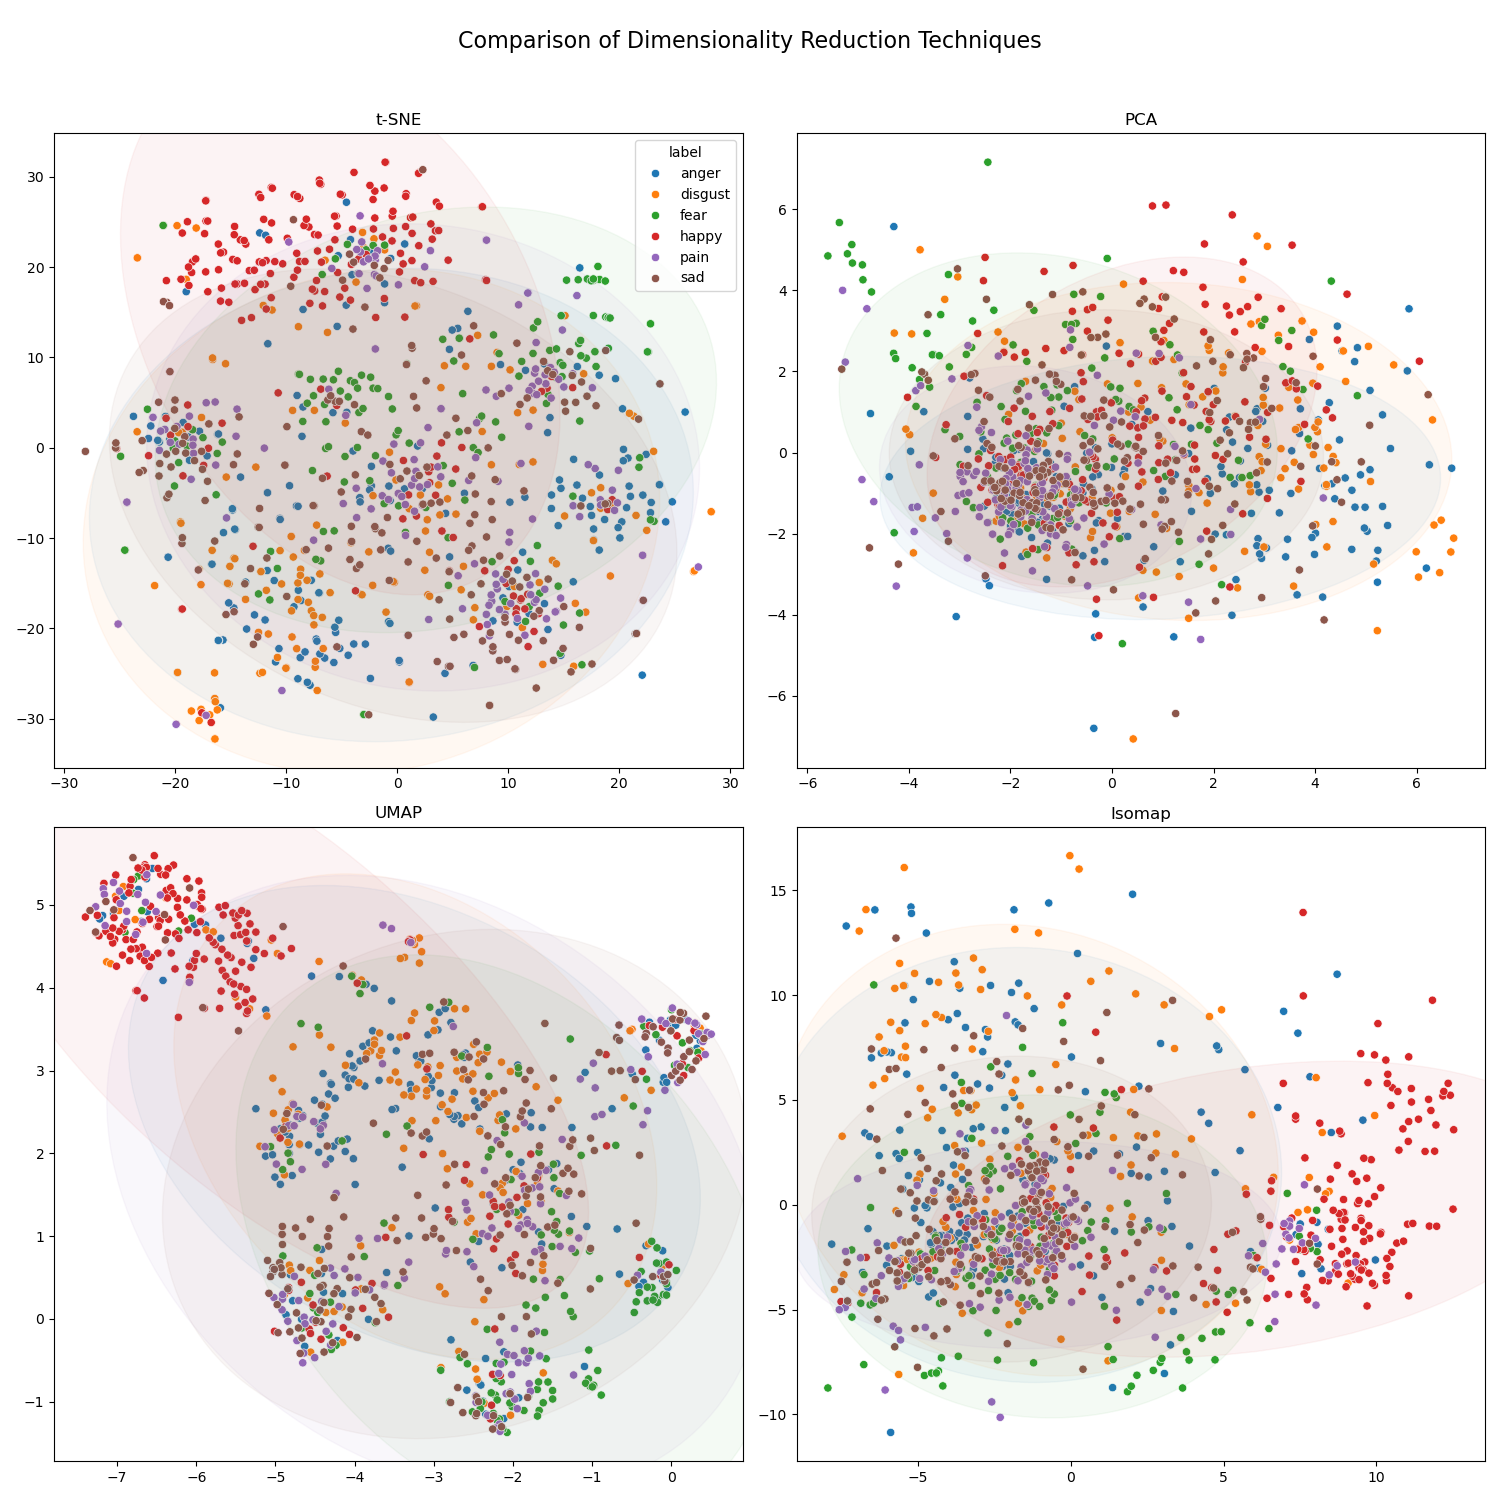 Comparison of Dimensionality Reduction Techniques
t-SNE
label
anger
disgust
fear
happy
pain
sad
30
20
10
0
−10
−20
−30
−30 −20 −10 0 10 20 30
PCA
6
4
2
0
−2
−4
−6
−6 −4 −2 0 2 4 6
UMAP
5
4
3
2
1
0
−1
−7 −6 −5 −4 −3 −2 −1 0
Isomap
15
10
5
0
−5
−10
−5 0 5 10